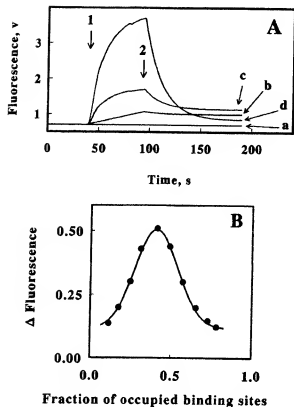 A
1
2
3
2
1
Fluorescence, v
c
b
d
a
0 50 100 150 200
Time, s
B
0.50
0.25
0.00
Δ Fluorescence
0.0 0.5 1.0
Fraction of occupied binding sites